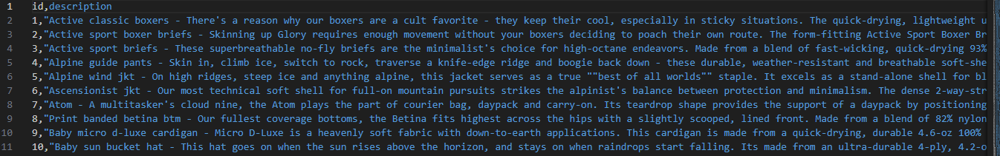 1 id,description
2 1,"Active classic boxers - There's a reason why our boxers are a cult favorite - they keep their cool, especially in sticky situations. The quick-drying, lightweight u
3 2,"Active sport boxer briefs - Skinning up Glory requires enough movement without your boxers deciding to poach their own route. The form-fitting Active Sport Boxer Br
4 3,"Active sport briefs - These superbreathable no-fly briefs are the minimalist's choice for high-octane endeavors. Made from a blend of fast-wicking, quick-drying 93%
5 4,"Alpine guide pants - Skin in, climb ice, switch to rock, traverse a knife-edge ridge and boogie back down - these durable, weather-resistant and breathable soft-she
6 5,"Alpine wind jkt - On high ridges, steep ice and anything alpine, this jacket serves as a true ""best of all worlds"" staple. It excels as a stand-alone shell for bl
7 6,"Ascensionist jkt - Our most technical soft shell for full-on mountain pursuits strikes the alpinist's balance between protection and minimalism. The dense 2-way-str
8 7,"Atom - A multitasker's cloud nine, the Atom plays the part of courier bag, daypack and carry-on. Its teardrop shape provides the support of a daypack by positioning
9 8,"Print banded betina btm - Our fullest coverage bottoms, the Betina fits highest across the hips with a slightly scooped, lined front. Made from a blend of 82% nylon
10 9,"Baby micro d-luxe cardigan - Micro D-Luxe is a heavenly soft fabric with down-to-earth applications. This cardigan is made from a quick-drying, durable 4.6-oz 100%
11 10,"Baby sun bucket hat - This hat goes on when the sun rises above the horizon, and stays on when raindrops start falling. Its made from an ultra-durable 4-ply, 4.2-o